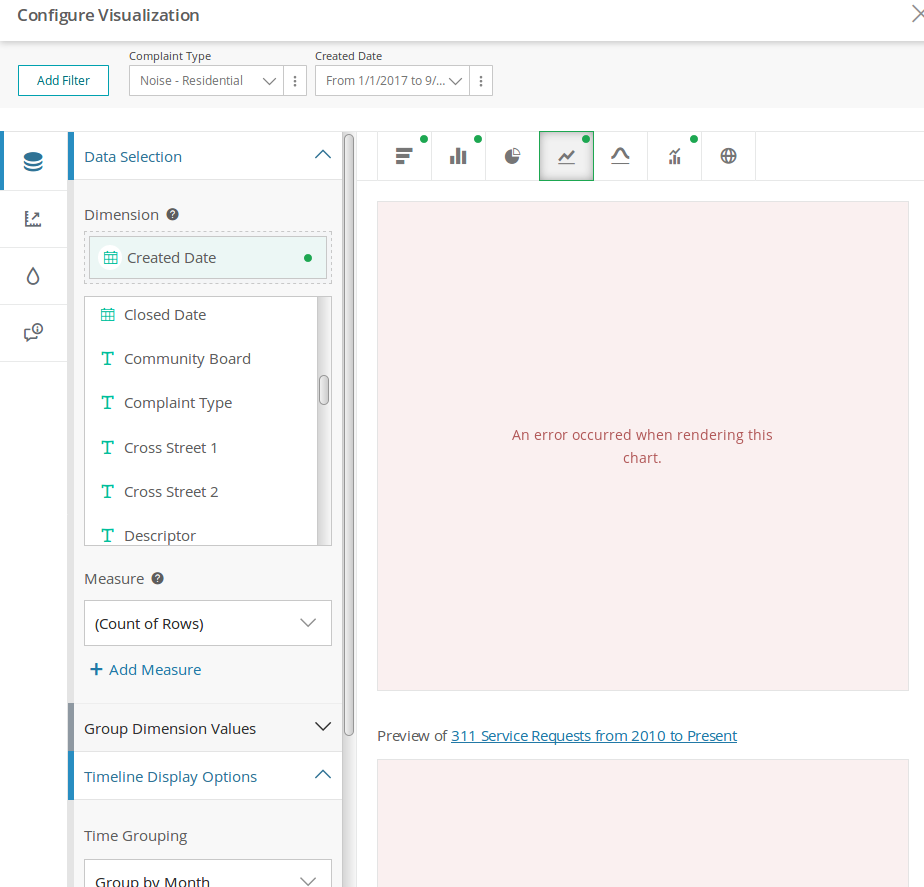 Configure Visualization
Add Filter
Complaint Type
Noise - Residential
Created Date
From 1/1/2017 to 9/...
Data Selection
Dimension
Created Date
Closed Date
Community Board
Complaint Type
Cross Street 1
Cross Street 2
Descriptor
Measure
(Count of Rows)
+ Add Measure
Group Dimension Values
Timeline Display Options
Time Grouping
Group by Month
An error occurred when rendering this
chart.
Preview of 311 Service Requests from 2010 to Present